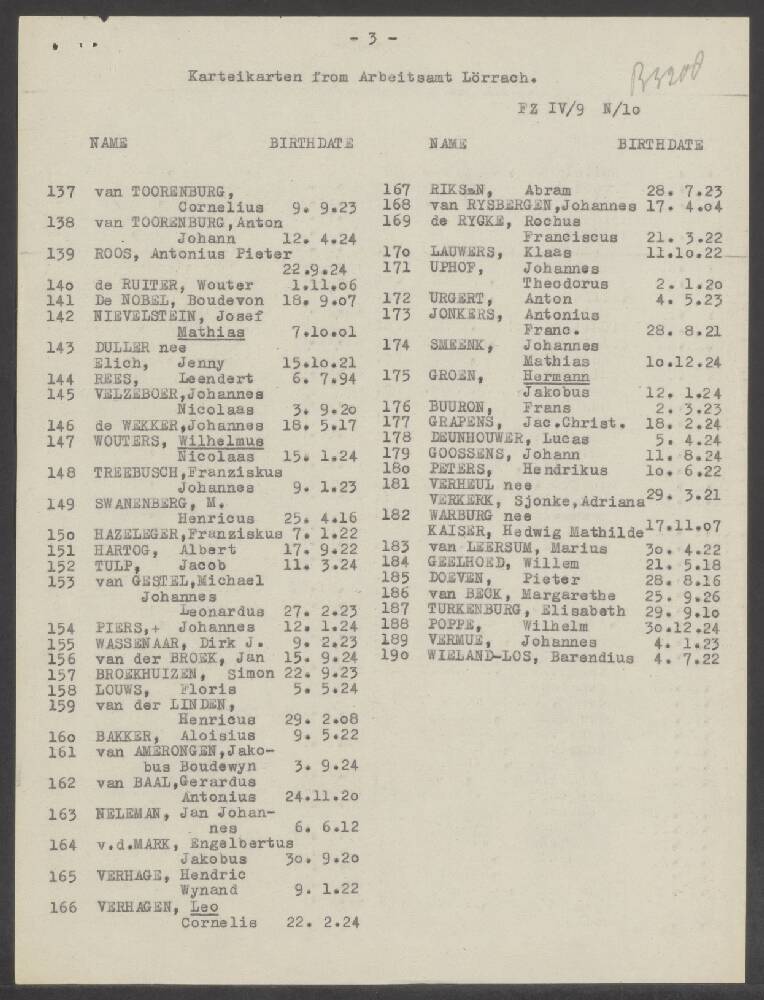 - 3 -
Karteikarten from Arbeitsamt Lörrach.
FZ IV/9 N/10
NAME BIRTHDATE
137 van TOORENBURG,
Cornelius 9. 9.23
138 van TOORENBURG,Anton
Johann 12. 4.24
139 ROOS, Antonius Pieter
22.9.24
14o de RUITER, Wouter 1.11.o6
141 De NOBEL, Boudevon 18. 9.o7
142 NIEVELSTEIN, Josef
Mathias 7.1o.o1
143 DULLER nee
Elich, Jenny 15.1o.21
144 REES, Leendert 6. 7.94
145 VELZEBOER,Johannes
Nicolaas 3. 9.2o
146 de WEKKER,Johannes 18. 5.17
147 WOUTERS, Wilhelmus
Nicolaas 15. 1.24
148 TREEBUSCH,Franziskus
Johannes 9. 1.23
149 SWANENBERG, M.
Henricus 25. 4.16
15o HAZELEGER,Franziskus 7. 1.22
151 HARTOG, Albert 17. 9.22
152 TULP, Jacob 11. 3.24
153 van GESTEL,Michael
Johannes
Leonardus 27. 2.23
154 PIERS,+ Johannes 12. 1.24
155 WASSENAAR, Dirk J. 9. 2.23
156 van der BROEK, Jan 15. 9.24
157 BROEKHUIZEN, Simon 22. 9.23
158 LOUWS, Floris 5. 5.24
159 van der LINDEN,
Henricus 29. 2.o8
16o BAKKER, Aloisius 9. 5.22
161 van AMERONGEN,Jako-
bus Boudewyn 3. 9.24
162 van BAAL,Gerardus
Antonius 24.11.2o
163 NELEMAN, Jan Johan-
nes 6. 6.12
164 v.d.MARK, Engelbertus
Jakobus 3o. 9.2o
165 VERHAGE, Hendric
Wynand 9. 1.22
166 VERHAGEN, Leo
Cornelis 22. 2.24
NAME BIRTHDATE
167 RIKSEN, Abram 28. 7.23
168 van RYSBERGEN,Johannes 17. 4.o4
169 de RYGKE, Rochus
Franciscus 21. 3.22
17o LAUWERS, Klaas 11.1o.22
171 UPHOF, Johannes
Theodorus 2. 1.2o
172 URGERT, Anton 4. 5.23
173 JONKERS, Antonius
Franc. 28. 8.21
174 SMEENK, Johannes
Mathias 1o.12.24
175 GROEN, Hermann
Jakobus 12. 1.24
176 BUURON, Frans 2. 3.23
177 GRAPENS, Jac.Christ. 18. 2.24
178 DEUNHOUWER, Lucas 5. 4.24
179 GOOSSENS, Johann 11. 8.24
18o PETERS, Hendrikus 1o. 6.22
181 VERHEUL nee
VERKERK, Sjonke,Adriana 29. 3.21
182 WARBURG nee
KAISER, Hedwig Mathilde 17.11.o7
183 van LEERSUM, Marius 3o. 4.22
184 GEELHOED, Willem 21. 5.18
185 DOEVEN, Pieter 28. 8.16
186 van BECK, Margarethe 25. 9.26
187 TURKENBURG, Elisabeth 29. 9.1o
188 POPPE, Wilhelm 3o.12.24
189 VERMUE, Johannes 4. 1.23
19o WIELAND-LOS, Barendius 4. 7.22